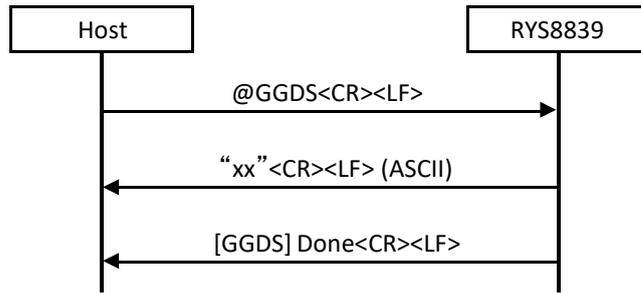 Host
RYS8839
@GGDS<CR><LF>
“xx”<CR><LF> (ASCII)
[GGDS] Done<CR><LF>